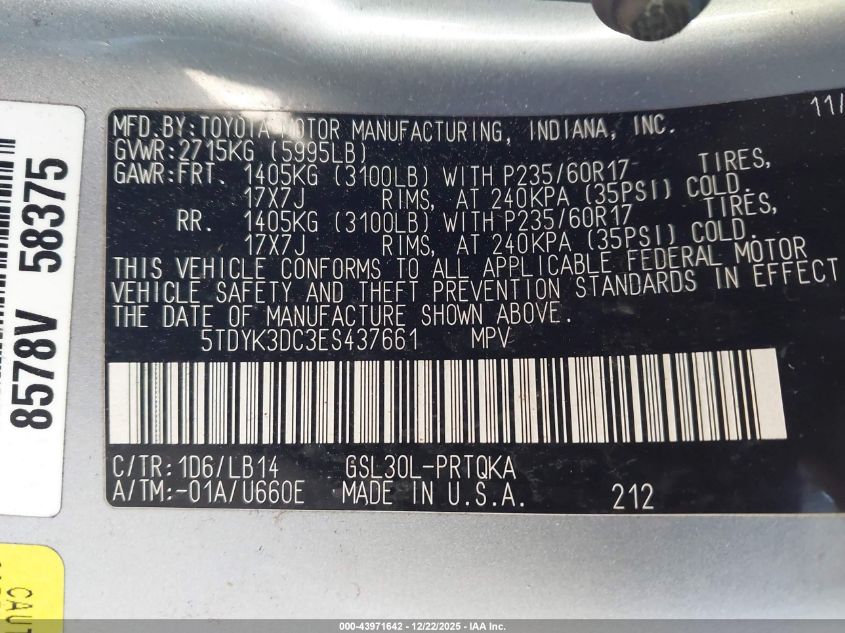 MFD.BY:TOYOTA MOTOR MANUFACTURING, INDIANA, INC. 11/
GVWR:2715KG (5995LB)
GAWR:FRT. 1405KG (3100LB) WITH P235/60R17 TIRES,
17X7J RIMS, AT 240KPA (35PSI) COLD.
RR. 1405KG (3100LB) WITH P235/60R17 TIRES,
17X7J RIMS, AT 240KPA (35PSI) COLD.
THIS VEHICLE CONFORMS TO ALL APPLICABLE FEDERAL MOTOR
VEHICLE SAFETY AND THEFT PREVENTION STANDARDS IN EFFECT
THE DATE OF MANUFACTURE SHOWN ABOVE.
5TDYK3DC3ES437661 MPV
C/TR:1D6/LB14 GSL30L-PRTQKA
A/TM:-01A/U660E MADE IN U.S.A. 212
8578V 58375
CAUT
000-43971642 - 12/22/2025 - IAA Inc.